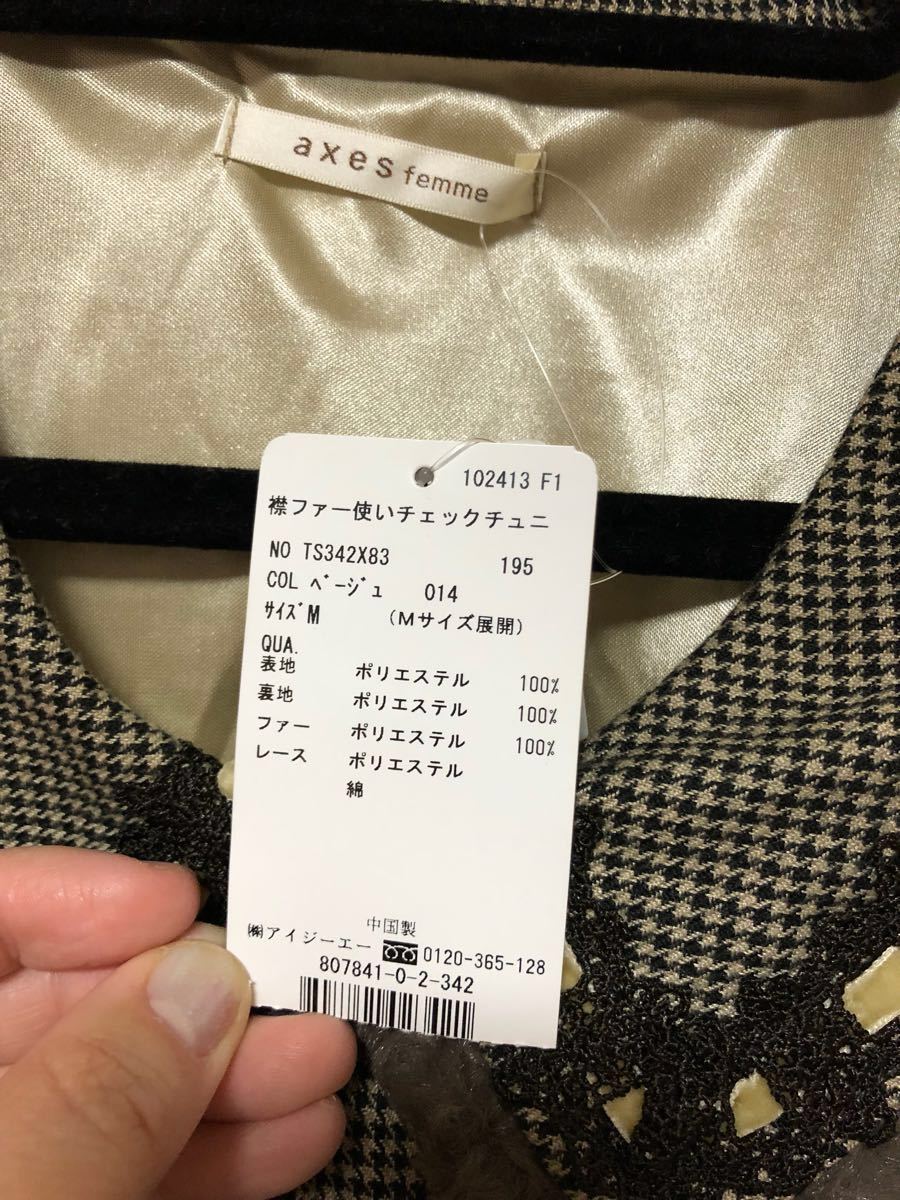 axes femme
102413 F1
襟ファー使いチェックチュニ
NO TS342X83 195
COL ﾍﾞｰｼﾞｭ 014
ｻｲｽﾞM (Mサイズ展開)
QUA.
表地 ポリエステル 100%
裏地 ポリエステル 100%
ファー ポリエステル 100%
レース ポリエステル
綿
中国製
㈱アイジーエー 0120-365-128
807841-0-2-342